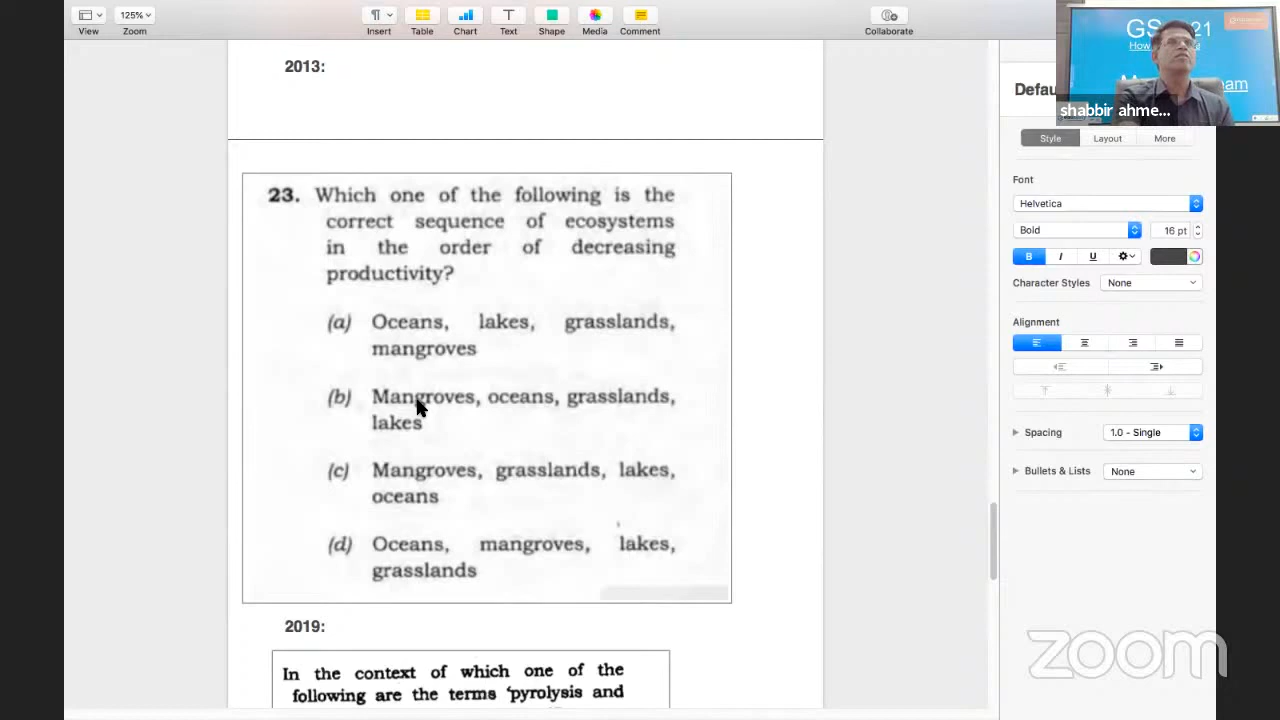 125%
View
Zoom
Insert
Table
Chart
Text
Shape
Media
Comment
Collaborate
shabbir ahme...
2013:
23. Which one of the following is the
correct sequence of ecosystems
in the order of decreasing
productivity?
(a) Oceans, lakes, grasslands,
mangroves
(b) Mangroves, oceans, grasslands,
lakes
(c) Mangroves, grasslands, lakes,
oceans
(d) Oceans, mangroves, lakes,
grasslands
2019:
In the context of which one of the
following are the terms 'pyrolysis and
Style
Layout
More
Font
Helvetica
Bold
16 pt
B I U
Character Styles
None
Alignment
Spacing
1.0 - Single
Bullets & Lists
None
zoom